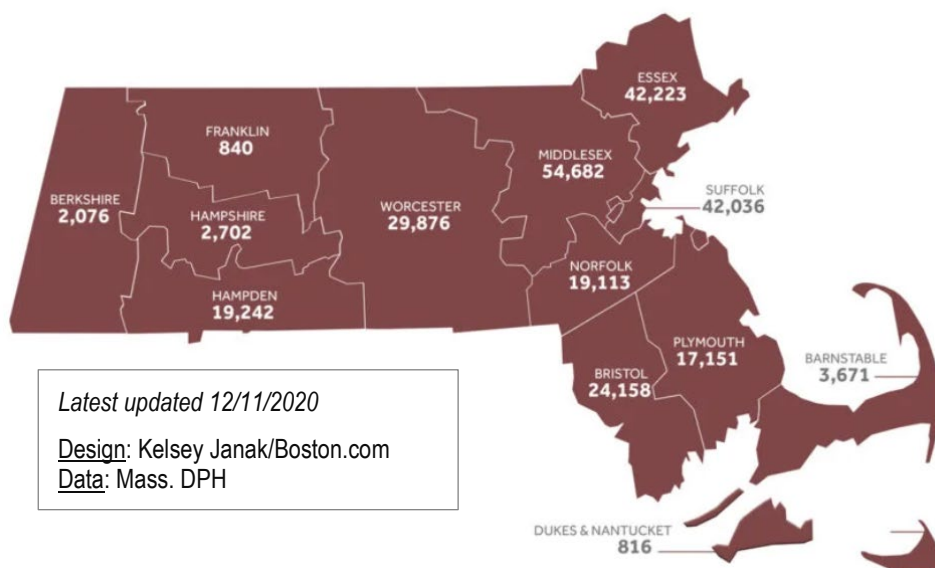 ESSEX
42,223
FRANKLIN
840
MIDDLESEX
54,682
BERKSHIRE
2,076
HAMPSHIRE
2,702
WORCESTER
29,876
SUFFOLK
42,036
HAMPDEN
19,242
NORFOLK
19,113
PLYMOUTH
17,151
BARNSTABLE
3,671
BRISTOL
24,158
Latest updated 12/11/2020
Design: Kelsey Janak/Boston.com
Data: Mass. DPH
DUKES & NANTUCKET
816